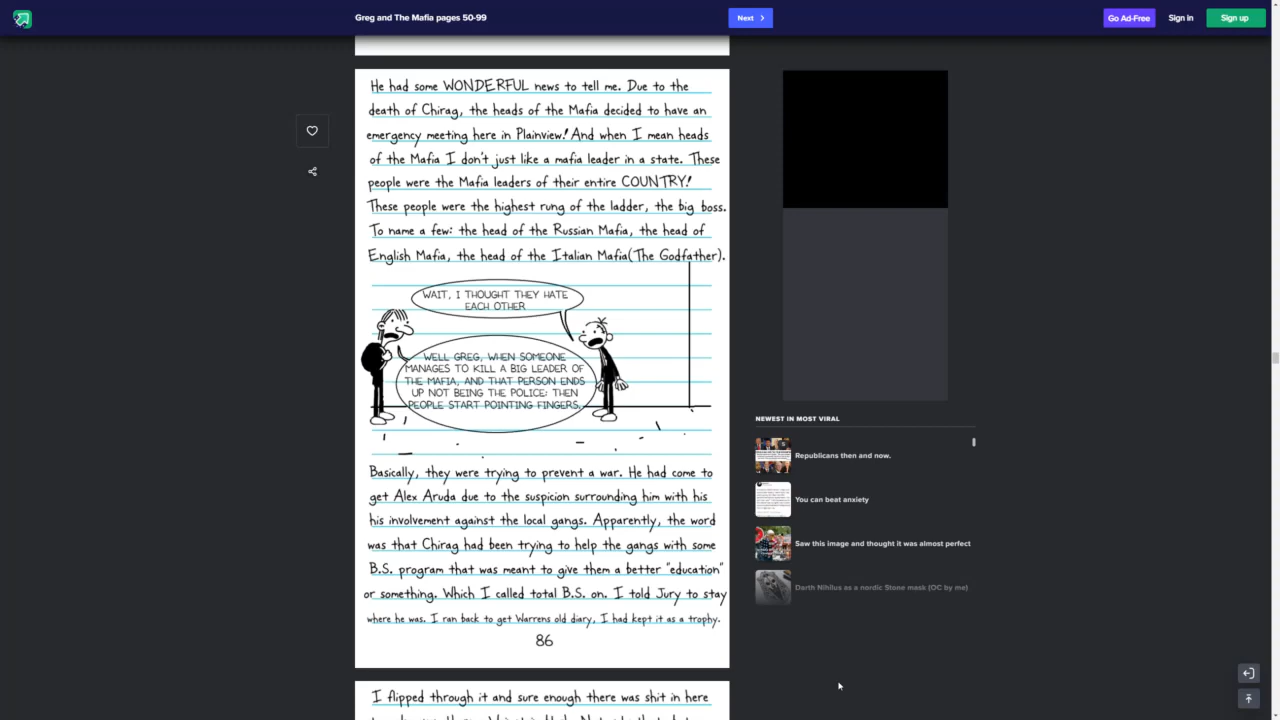 Greg and The Mafia pages 50-99
Next
Go Ad-Free
Sign in
Sign up
He had some WONDERFUL news to tell me. Due to the
death of Chirag, the heads of the Mafia decided to have an
emergency meeting here in Plainview! And when I mean heads
of the Mafia I don't just like a mafia leader in a state. These
people were the Mafia leaders of their entire COUNTRY!
These people were the highest rung of the ladder, the big boss.
To name a few: the head of the Russian Mafia, the head of
English Mafia, the head of the Italian Mafia(The Godfather).
WAIT, I THOUGHT THEY HATE
EACH OTHER
WELL GREG, WHEN SOMEONE
MANAGES TO KILL A BIG LEADER OF
THE MAFIA, AND THAT PERSON ENDS
UP NOT BEING THE POLICE; THEN
PEOPLE START POINTING FINGERS.
Basically, they were trying to prevent a war. He had come to
get Alex Aruda due to the suspicion surrounding him with his
his involvement against the local gangs. Apparently, the word
was that Chirag had been trying to help the gangs with some
B.S. program that was meant to give them a better "education"
or something. Which I called total B.S. on. I told Jury to stay
where he was. I ran back to get Warrens old diary, I had kept it as a trophy.
86
I flipped through it and sure enough there was shit in here
NEWEST IN MOST VIRAL
Republicans then and now.
You can beat anxiety
Saw this image and thought it was almost perfect
Darth Nihilus as a nordic Stone mask (OC by me)